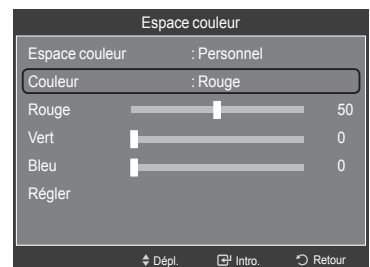 Espace couleur
Espace couleur : Personnel
Couleur : Rouge
Rouge 50
Vert 0
Bleu 0
Régler
Dépl. Intro. Retour